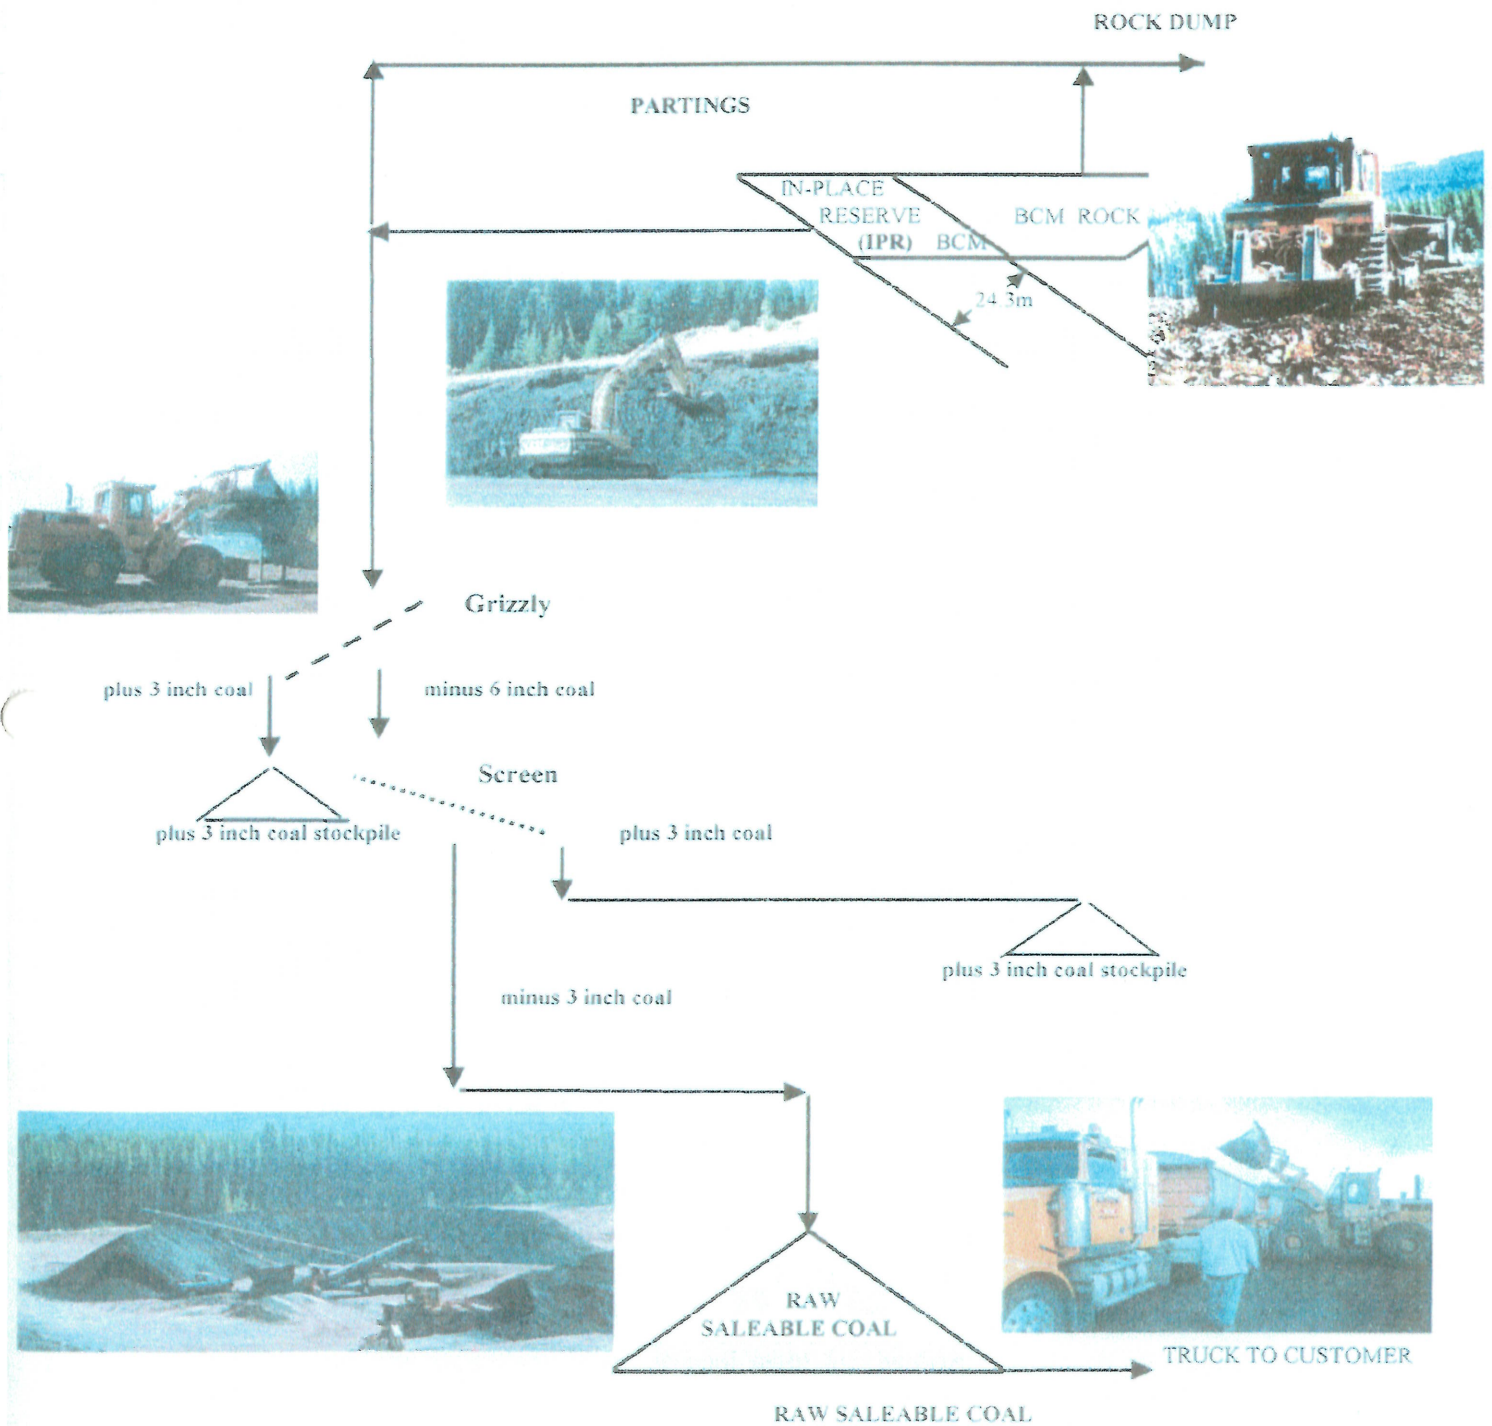 ROCK DUMP
PARTINGS
IN-PLACE
RESERVE
(IPR) BCM
BCM ROCK
24.3m
Grizzly
plus 3 inch coal
minus 6 inch coal
Screen
plus 3 inch coal stockpile
plus 3 inch coal
plus 3 inch coal stockpile
minus 3 inch coal
RAW
SALEABLE COAL
TRUCK TO CUSTOMER
RAW SALEABLE COAL